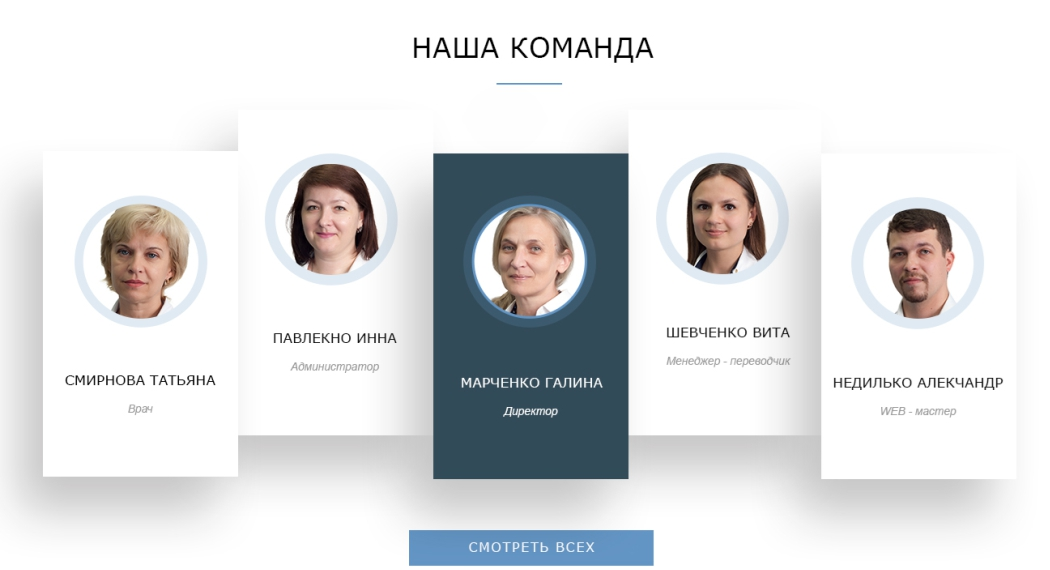 НАША КОМАНДА
СМИРНОВА ТАТЬЯНА
Врач
ПАВЛЕКНО ИННА
Администратор
МАРЧЕНКО ГАЛИНА
Директор
ШЕВЧЕНКО ВИТА
Менеджер - переводчик
НЕДИЛЬКО АЛЕКЧАНДР
WEB - мастер
СМОТРЕТЬ ВСЕХ